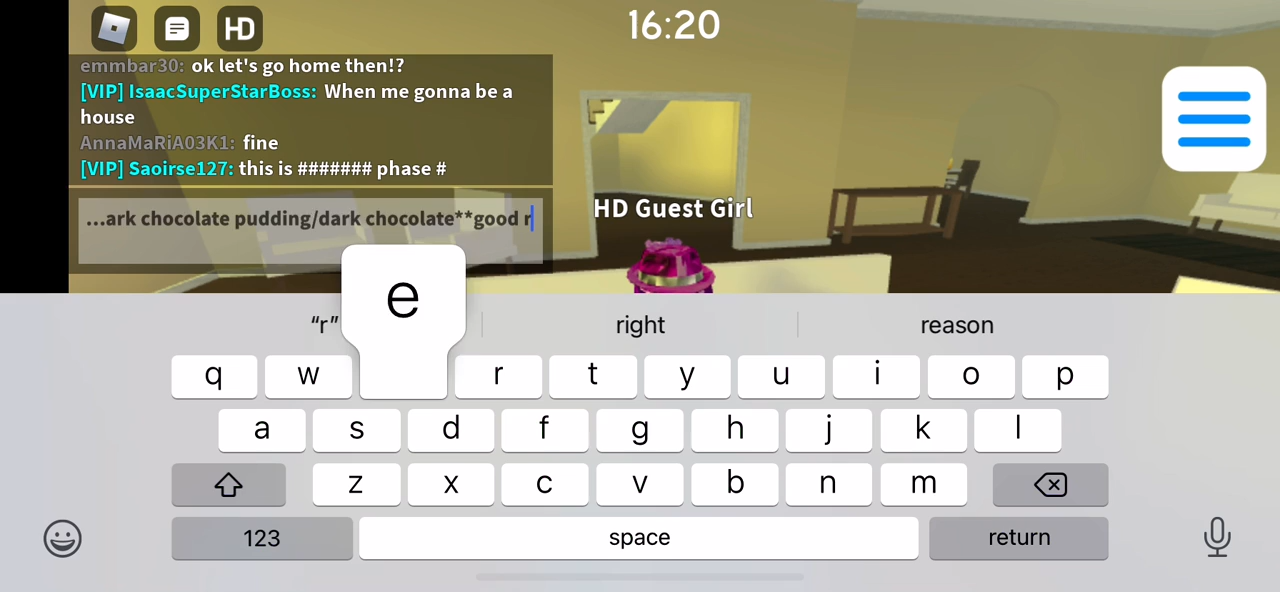 HD
16:20
emmbar30: ok let's go home then!?
[VIP] IsaacSuperStarBoss: When me gonna be a
house
AnnaMaRiA03K1: fine
[VIP] Saoirse127: this is ####### phase #
...ark chocolate pudding/dark chocolate**good r
HD Guest Girl
e
“r” right reason
q w r t y u i o p
a s d f g h j k l
z x c v b n m
123 space return